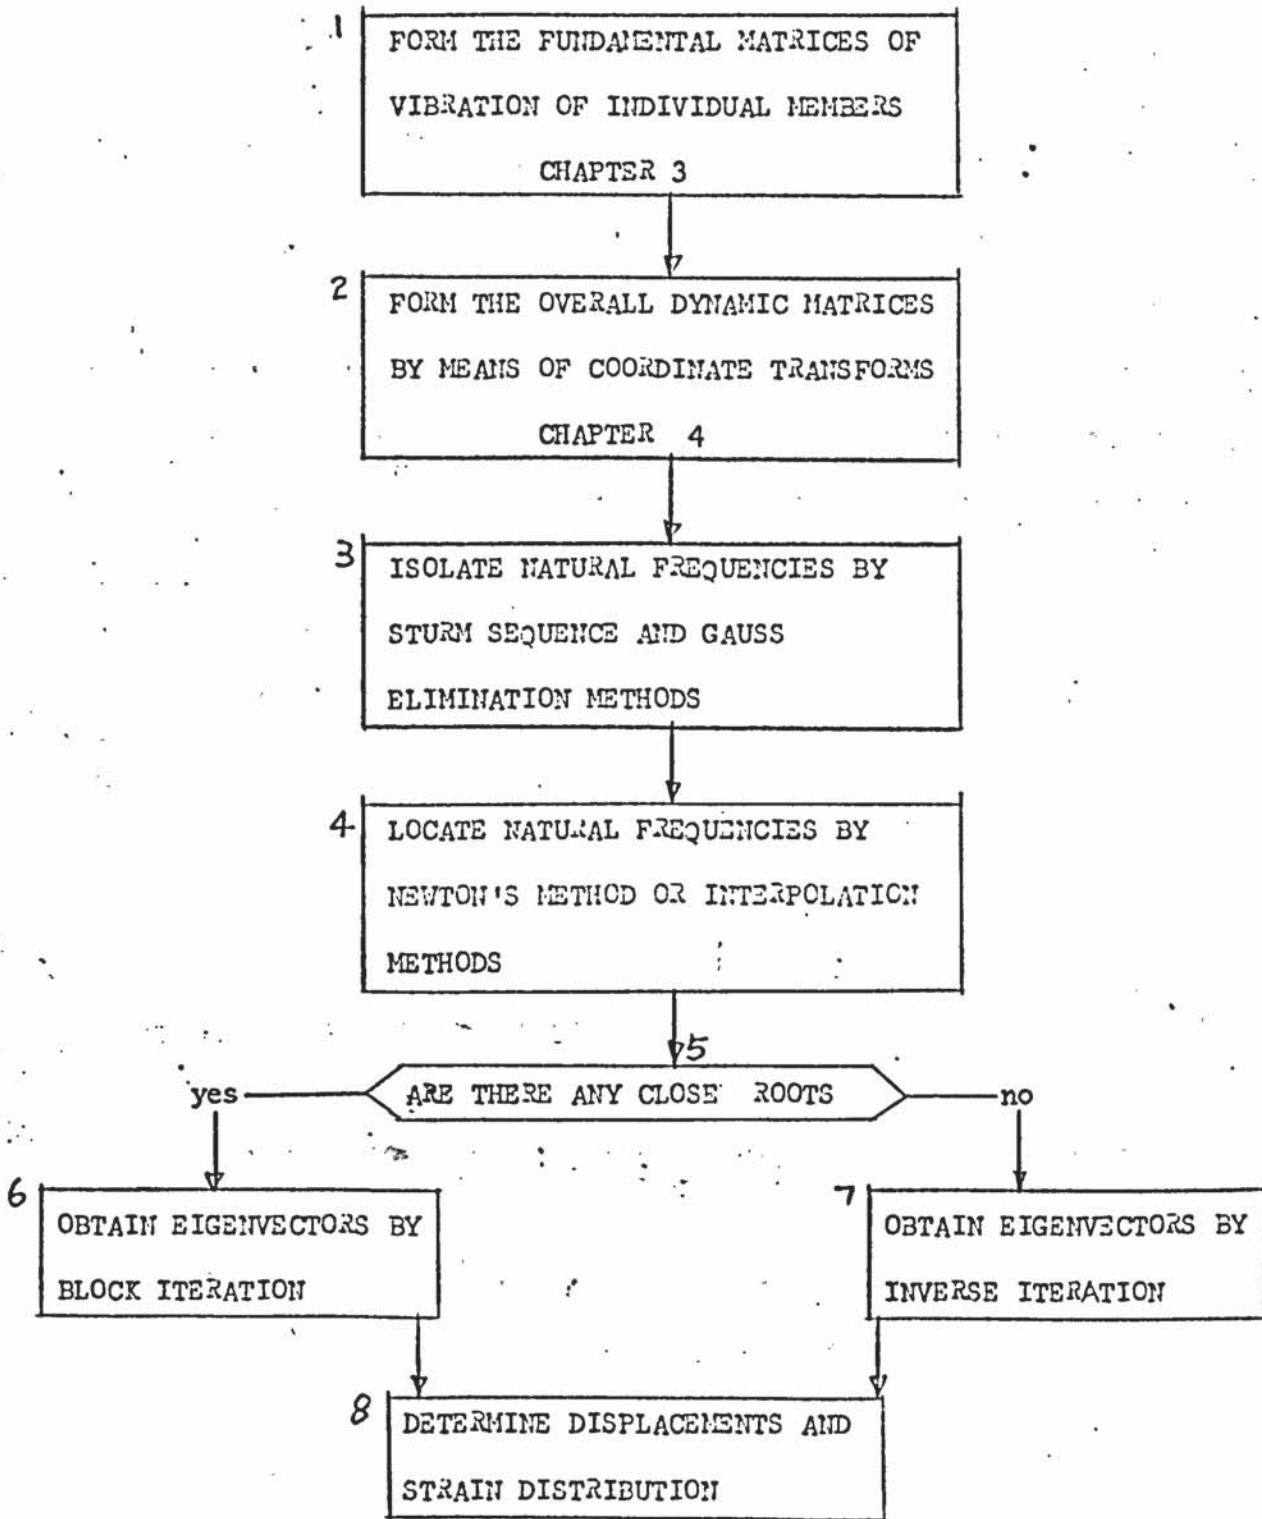 1
FORM THE FUNDAMENTAL MATRICES OF
VIBRATION OF INDIVIDUAL MEMBERS
CHAPTER 3
2
FORM THE OVERALL DYNAMIC MATRICES
BY MEANS OF COORDINATE TRANSFORMS
CHAPTER 4
3
ISOLATE NATURAL FREQUENCIES BY
STURM SEQUENCE AND GAUSS
ELIMINATION METHODS
4
LOCATE NATURAL FREQUENCIES BY
NEWTON'S METHOD OR INTERPOLATION
METHODS
5
yes ARE THERE ANY CLOSE ROOTS no
6
OBTAIN EIGENVECTORS BY
BLOCK ITERATION
7
OBTAIN EIGENVECTORS BY
INVERSE ITERATION
8
DETERMINE DISPLACEMENTS AND
STRAIN DISTRIBUTION